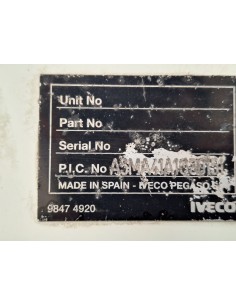 Unit No
Part No
Serial No
P.I.C. No
MADE IN SPAIN - IVECO PEGASO
9847 4920 IVECO